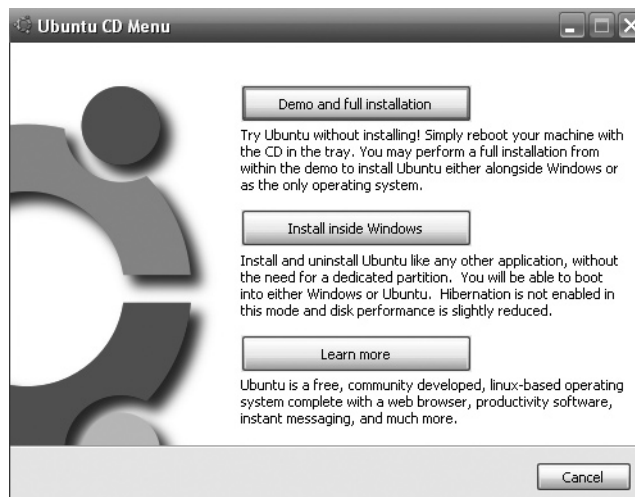 Ubuntu CD Menu
Demo and full installation
Try Ubuntu without installing! Simply reboot your machine with
the CD in the tray. You may perform a full installation from
within the demo to install Ubuntu either alongside Windows or
as the only operating system.
Install inside Windows
Install and uninstall Ubuntu like any other application, without
the need for a dedicated partition.  You will be able to boot
into either Windows or Ubuntu.  Hibernation is not enabled in
this mode and disk performance is slightly reduced.
Learn more
Ubuntu is a free, community developed, linux-based operating
system complete with a web browser, productivity software,
instant messaging, and much more.
Cancel